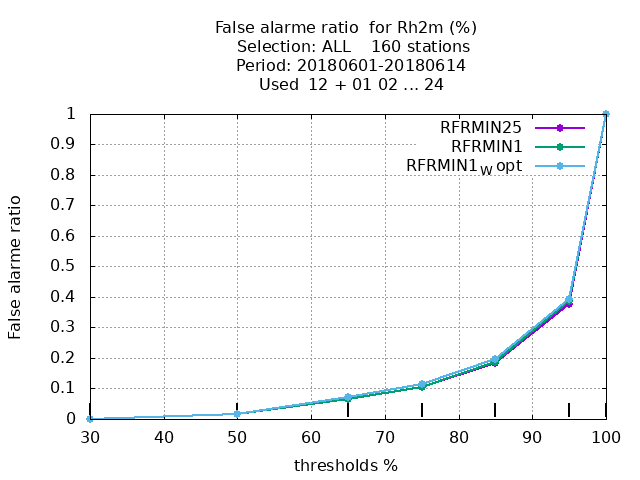 False alarme ratio  for Rh2m (%)
Selection: ALL    160 stations
Period: 20180601-20180614
Used  12 + 01 02 ... 24
RFRMIN25
RFRMIN1
RFRMIN1w opt
False alarme ratio
1
0.9
0.8
0.7
0.6
0.5
0.4
0.3
0.2
0.1
0
30 40 50 60 70 80 90 100
thresholds %